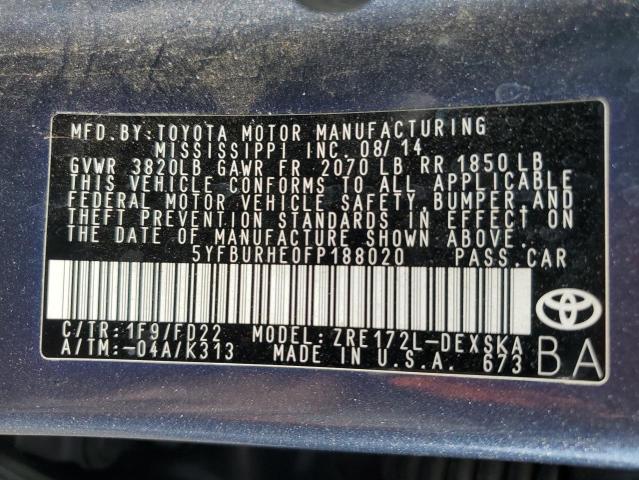 MFD. BY: TOYOTA MOTOR MANUFACTURING
MISSISSIPPI INC. 08/14
GVWR 3820LB GAWR FR 2070 LB RR 1850 LB
THIS VEHICLE CONFORMS TO ALL APPLICABLE
FEDERAL MOTOR VEHICLE SAFETY, BUMPER AND
THEFT PREVENTION STANDARDS IN EFFECT ON
THE DATE OF MANUFACTURE SHOWN ABOVE.
5YFBURHE0FP188020 PASS. CAR
C/TR: 1F9/FD22 MODEL: ZRE172L-DEXSKA
A/TM: -04A/K313 MADE IN U.S.A. 673
BA